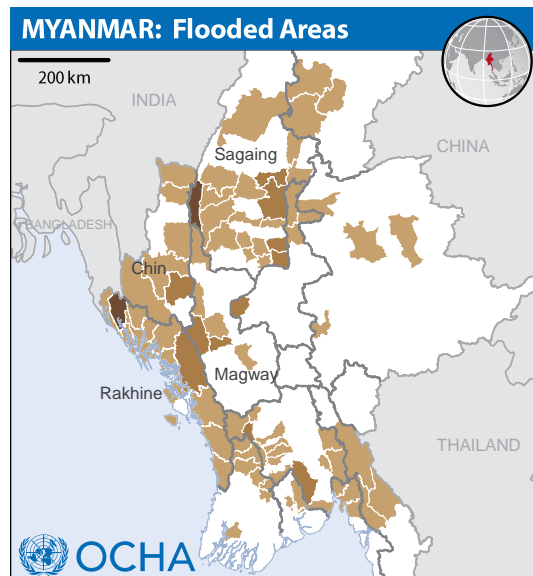 MYANMAR: Flooded Areas
200 km
INDIA
CHINA
Sagaing
BANGLADESH
Chin
Magway
Rakhine
THAILAND
OCHA